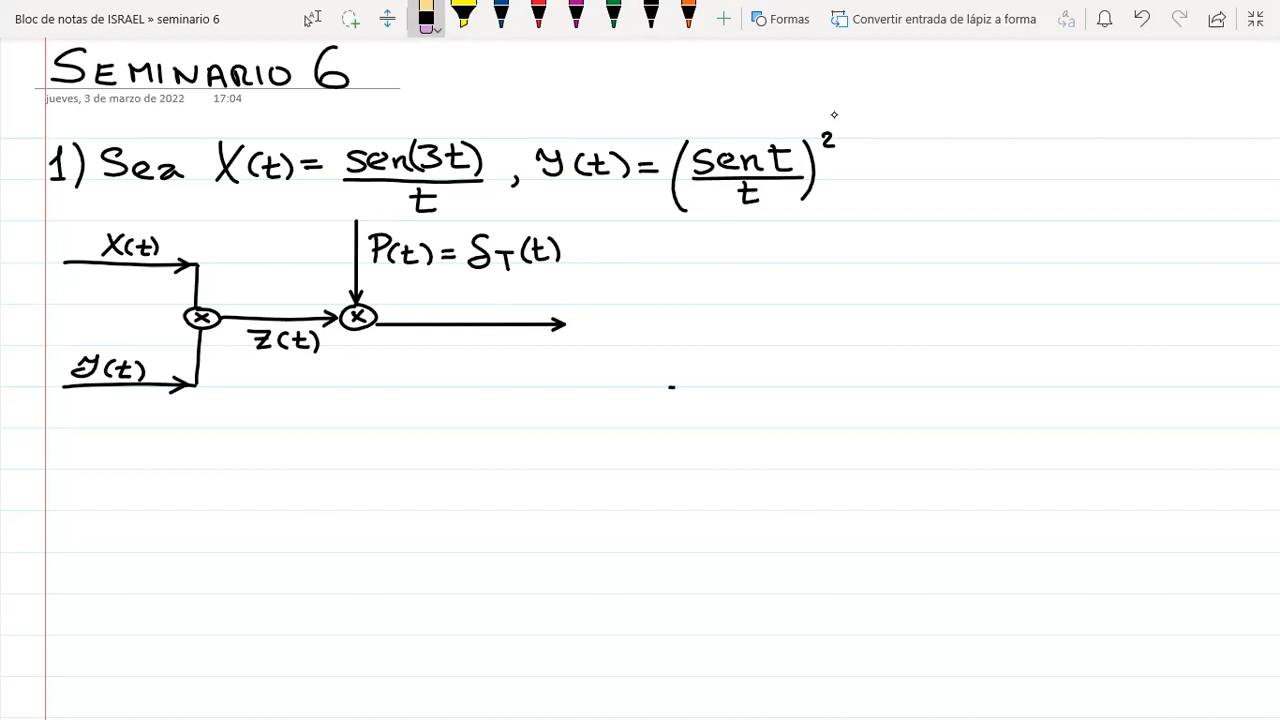 Bloc de notas de ISRAEL » seminario 6
Formas
Convertir entrada de lápiz a forma
SEMINARIO 6
jueves, 3 de marzo de 2022 17:04
1) Sea X(t) = sen(3t)/t , y(t) = (sen t/t)²
X(t)
P(t) = δT(t)
x
x
Z(t)
y(t)